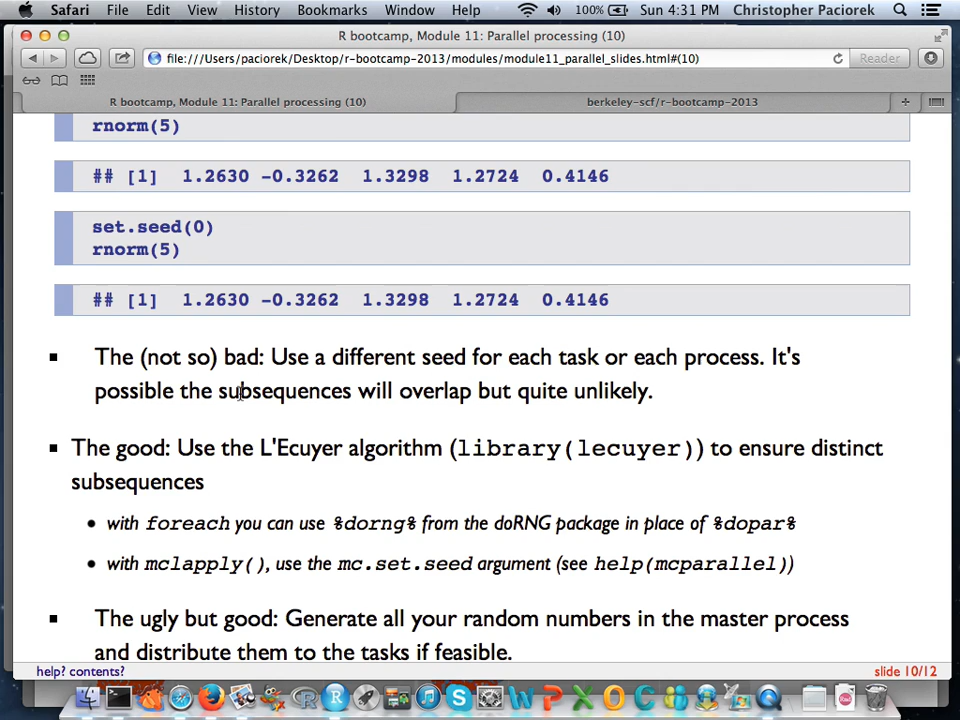 Safari File Edit View History Bookmarks Window Help 100% Sun 4:31 PM Christopher Paciorek
R bootcamp, Module 11: Parallel processing (10)
file:///Users/paciorek/Desktop/r-bootcamp-2013/modules/module11_parallel_slides.html#(10) Reader
R bootcamp, Module 11: Parallel processing (10) berkeley-scf/r-bootcamp-2013
rnorm(5)
## [1] 1.2630 -0.3262 1.3298 1.2724 0.4146
set.seed(0)
rnorm(5)
## [1] 1.2630 -0.3262 1.3298 1.2724 0.4146
The (not so) bad: Use a different seed for each task or each process. It's
possible the subsequences will overlap but quite unlikely.
The good: Use the L'Ecuyer algorithm (library(lecuyer)) to ensure distinct
subsequences
with foreach you can use %dorng% from the doRNG package in place of %dopar%
with mclapply(), use the mc.set.seed argument (see help(mcparallel))
The ugly but good: Generate all your random numbers in the master process
and distribute them to the tasks if feasible.
help? contents? slide 10/12